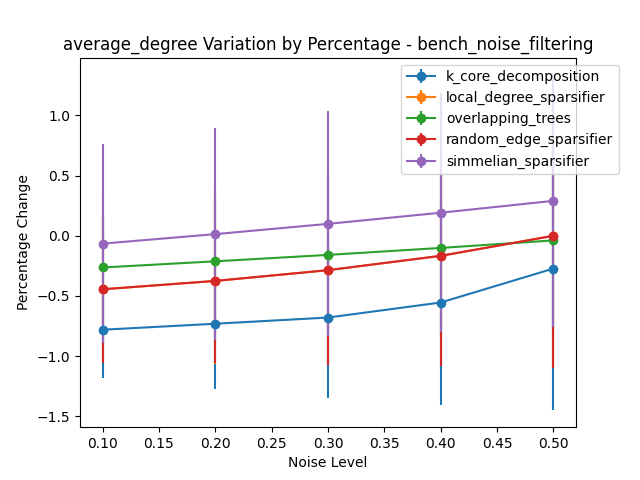 average_degree Variation by Percentage - bench_noise_filtering
k_core_decomposition
local_degree_sparsifier
overlapping_trees
random_edge_sparsifier
simmelian_sparsifier
Percentage Change
1.0
0.5
0.0
−0.5
−1.0
−1.5
0.10 0.15 0.20 0.25 0.30 0.35 0.40 0.45 0.50
Noise Level